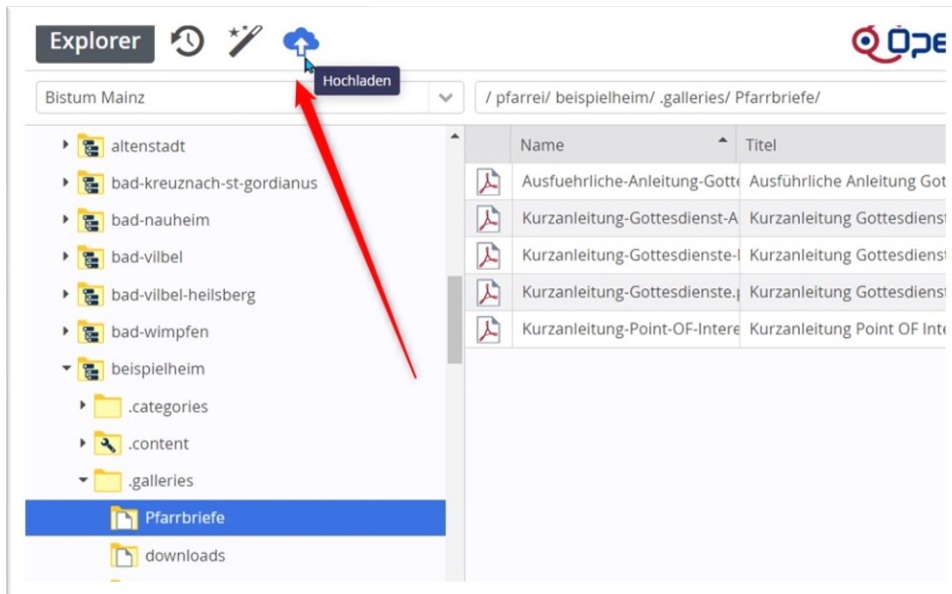 Explorer
Hochladen
Bistum Mainz
/ pfarrei/ beispielheim/ .galleries/ Pfarrbriefe/
altenstadt
bad-kreuznach-st-gordianus
bad-nauheim
bad-vilbel
bad-vilbel-heilsberg
bad-wimpfen
beispielheim
.categories
.content
.galleries
Pfarrbriefe
downloads
Name Titel
Ausfuehrliche-Anleitung-Gotte Ausführliche Anleitung Got
Kurzanleitung-Gottesdienst-A Kurzanleitung Gottesdienst
Kurzanleitung-Gottesdienste- Kurzanleitung Gottesdienst
Kurzanleitung-Gottesdienste. Kurzanleitung Gottesdienst
Kurzanleitung-Point-OF-Intere Kurzanleitung Point OF Inte